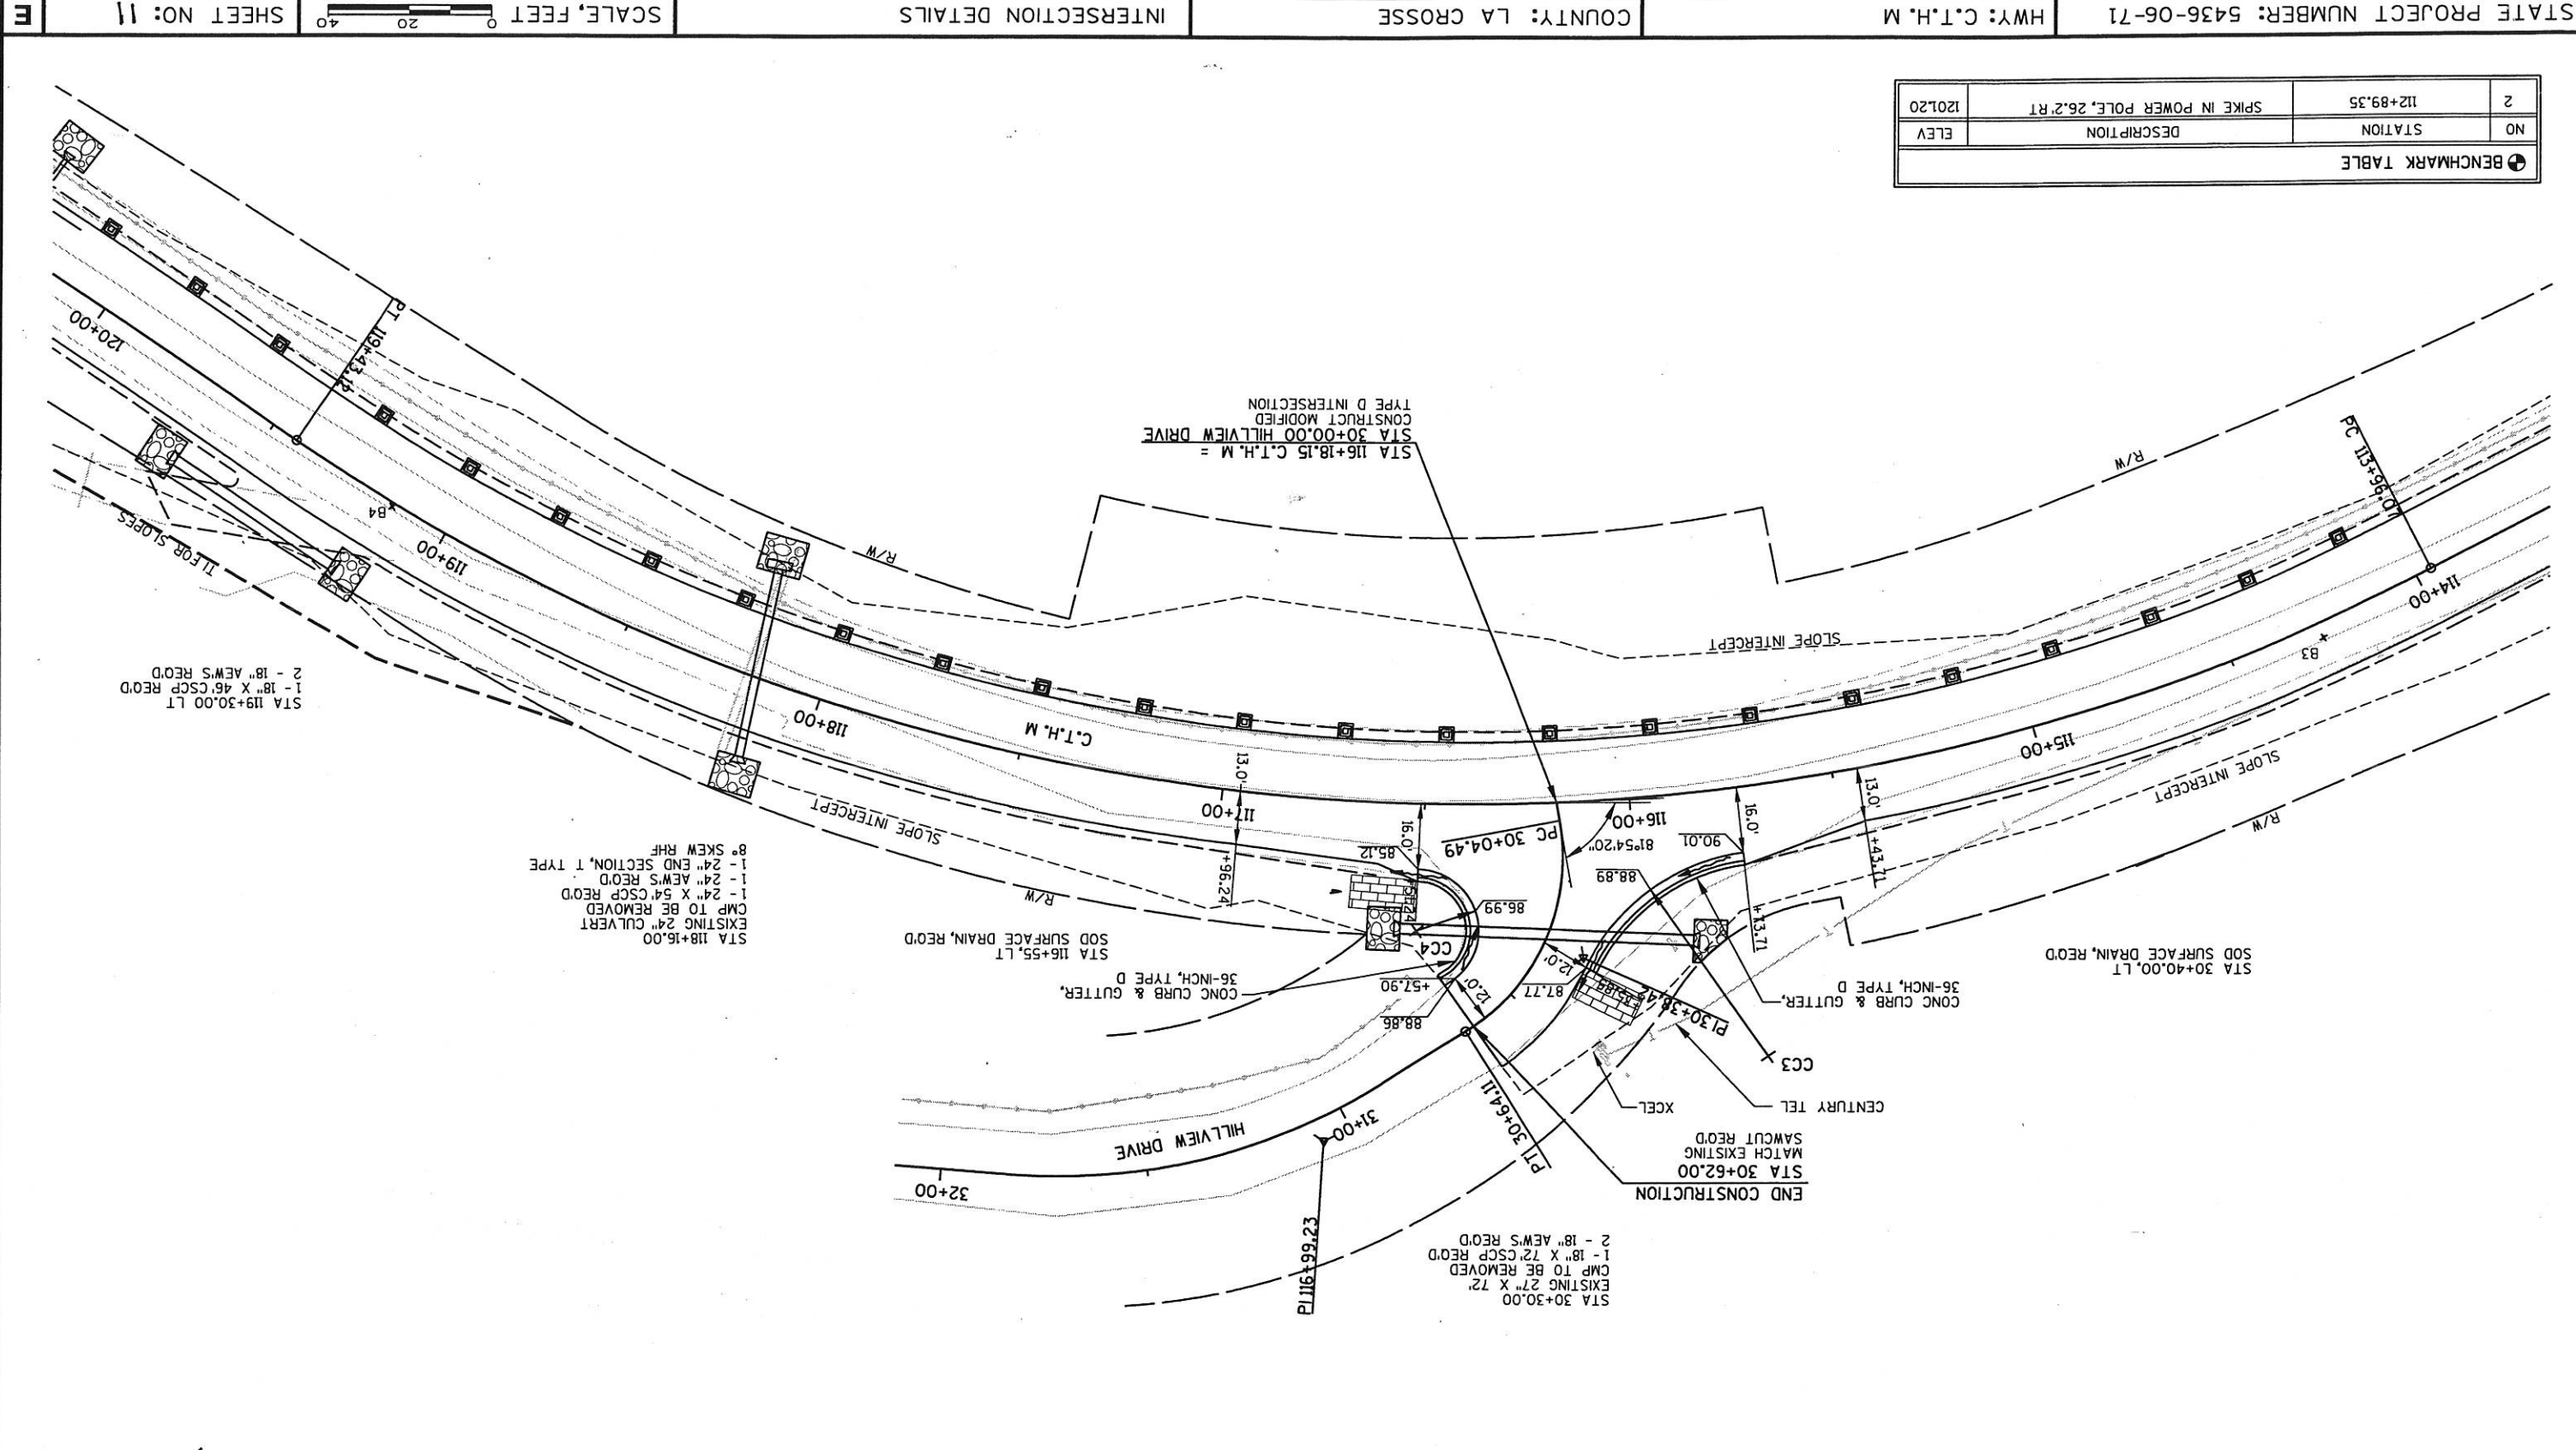 STA 30+30.00
EXISTING 27" X 72'
CMP TO BE REMOVED
1 - 18" X 72' CSCP REQ'D
2 - 18" AEW'S REQ'D
PI 116+99.23
END CONSTRUCTION
STA 30+62.00
MATCH EXISTING
SAWCUT REQ'D
32+00
HILLVIEW DRIVE
31+00
PT 30+64.11
CENTURY TEL
XCEL
CC3
PI 30+38.42
88.86
+57.90
12.0'
87.77
12.0'
CONC CURB & GUTTER,
36-INCH, TYPE D
STA 30+40.00, LT
SOD SURFACE DRAIN, REQ'D
CONC CURB & GUTTER,
36-INCH, TYPE D
STA 116+55, LT
SOD SURFACE DRAIN, REQ'D
CC4
86.99
85.12
88.89
90.01
+73.71
+43.71
+96.24
16.0'
13.0'
16.0'
13.0'
81°54'20"
PC 30+04.49
STA 118+16.00
EXISTING 24" CULVERT
CMP TO BE REMOVED
1 - 24" X 54' CSCP REQ'D
1 - 24" AEW'S REQ'D
1 - 24" END SECTION, T TYPE
8° SKEW RHF
STA 119+30.00 LT
1 - 18" X 46' CSCP REQ'D
2 - 18" AEW'S REQ'D
R/W
SLOPE INTERCEPT
R/W
SLOPE INTERCEPT
TLE FOR SLOPES
B3
114+00
115+00
116+00
117+00
C.T.H. M
118+00
119+00
B4
120+00
PC 113+96.07
PT 119+43.12
SLOPE INTERCEPT
R/W
R/W
STA 116+18.15 C.T.H. M =
STA 30+00.00 HILLVIEW DRIVE
CONSTRUCT MODIFIED
TYPE D INTERSECTION
BENCHMARK TABLE
NO STATION DESCRIPTION ELEV
2 112+89.35 SPIKE IN POWER POLE, 26.2' RT 1201.20
STATE PROJECT NUMBER: 5436-06-71 HWY: C.T.H. M COUNTY: LA CROSSE INTERSECTION DETAILS SCALE, FEET 0 20 40 SHEET NO: 11 E